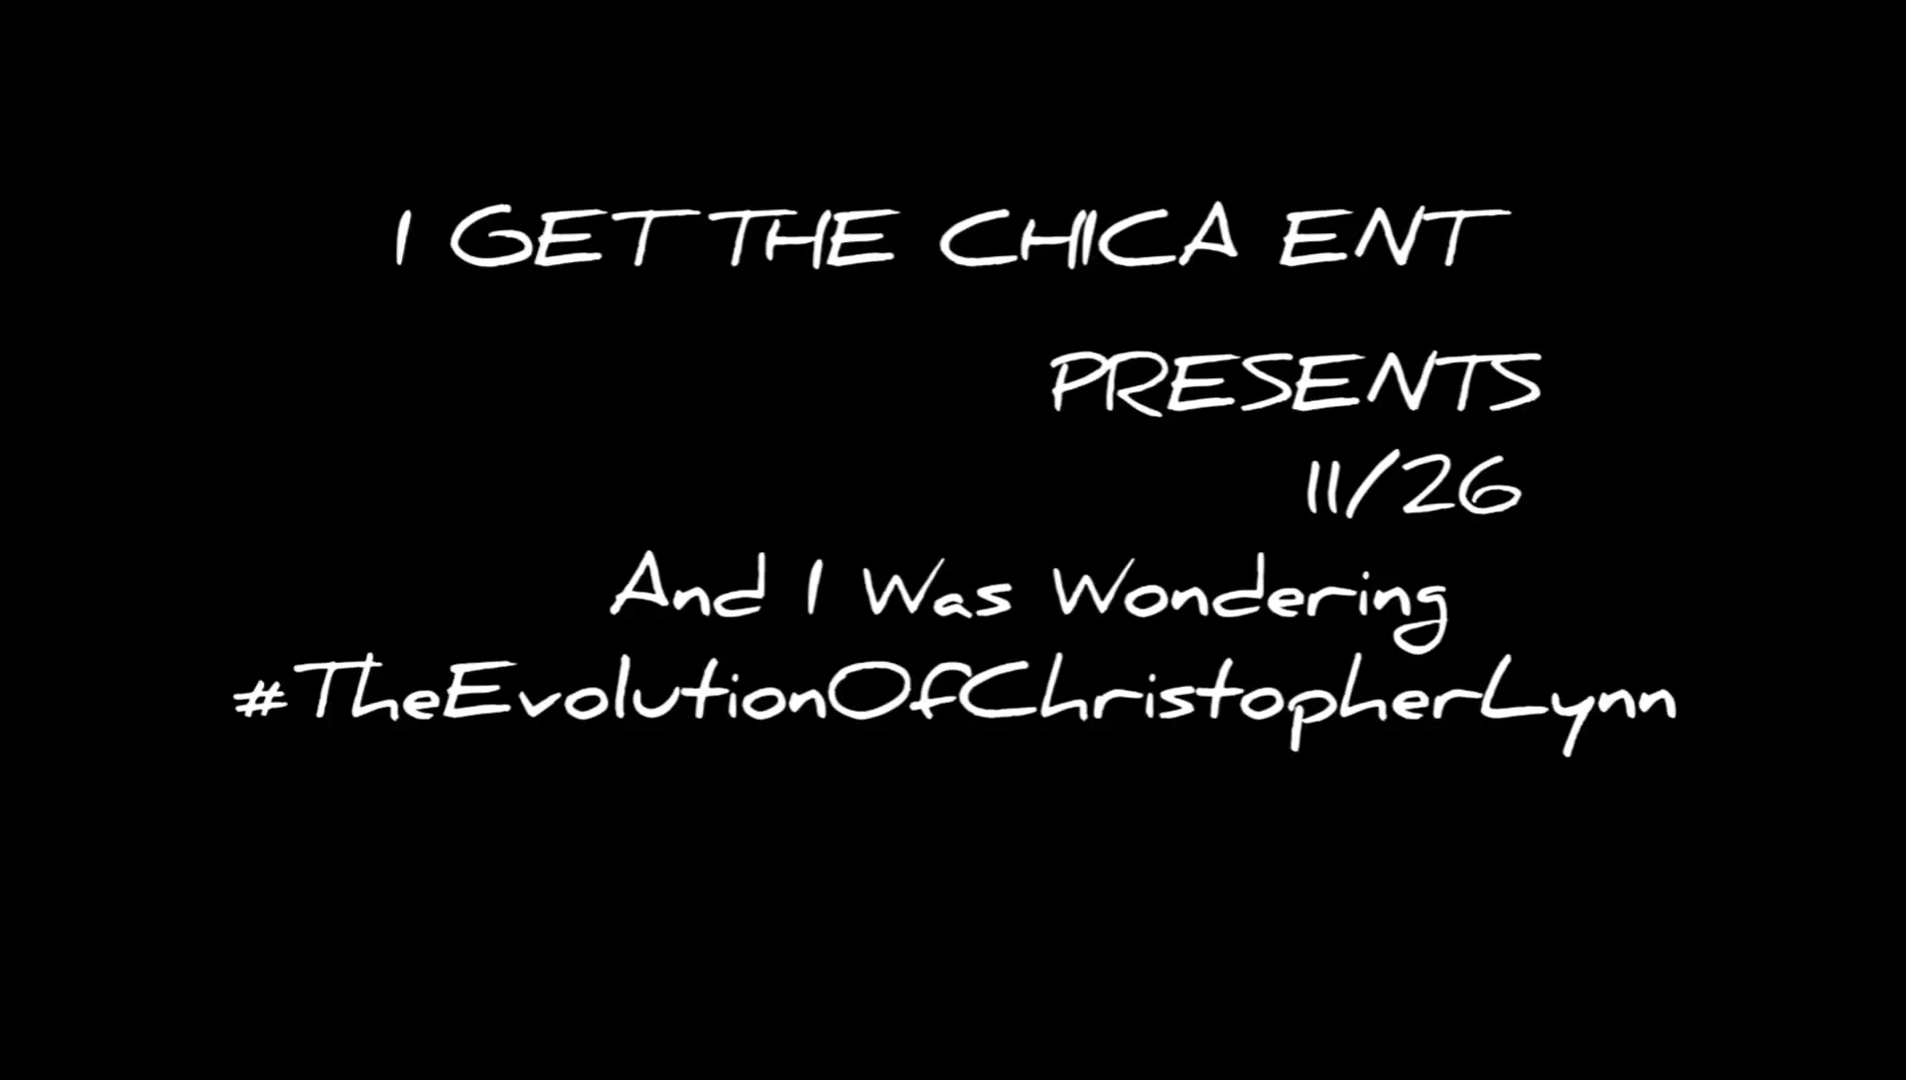 I GET THE CHICA ENT
PRESENTS
11/26
And I Was Wondering
#TheEvolutionOfChristopherLynn